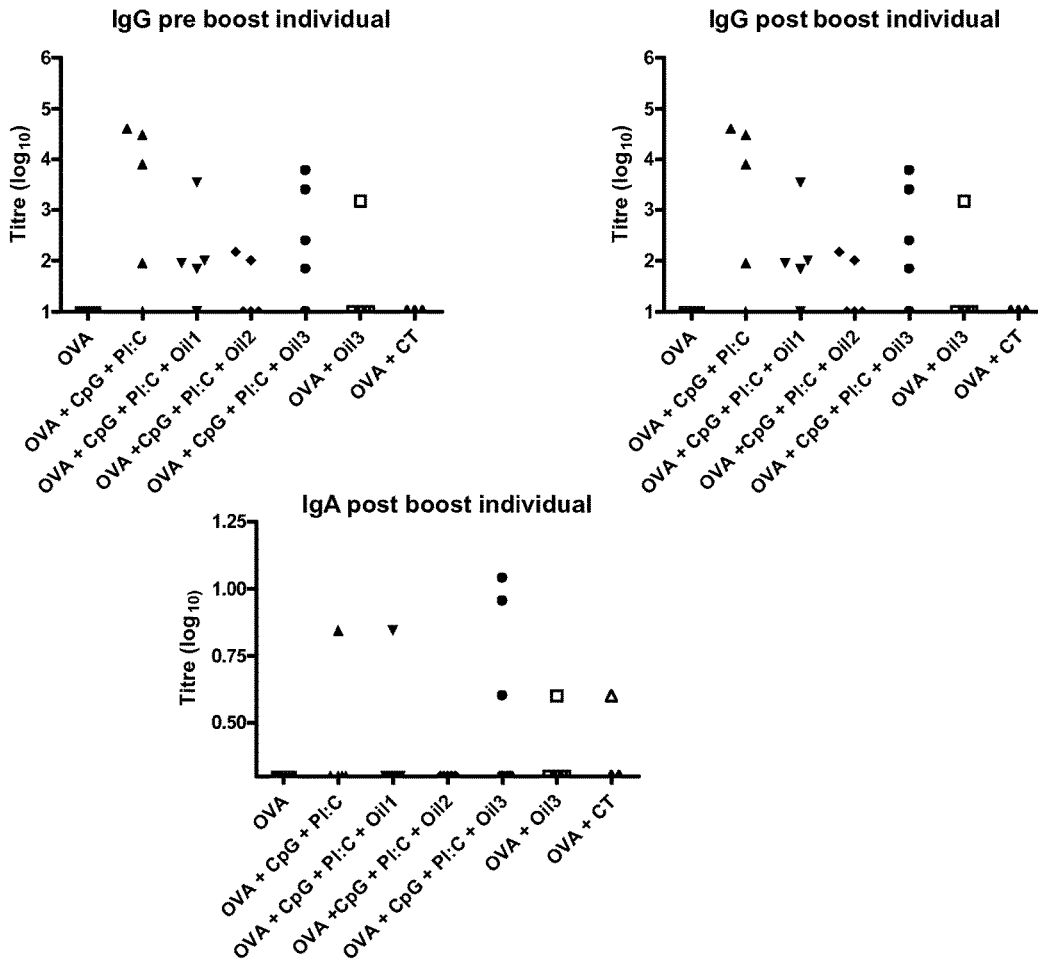 IgG pre boost individual
Titre (log10)
6
5
4
3
2
1
OVA
OVA + CpG + PI:C
OVA + CpG + PI:C + Oil1
OVA +CpG + PI:C + Oil2
OVA + CpG + PI:C + Oil3
OVA + Oil3
OVA + CT
IgG post boost individual
Titre (log10)
6
5
4
3
2
1
OVA
OVA + CpG + PI:C
OVA + CpG + PI:C + Oil1
OVA +CpG + PI:C + Oil2
OVA + CpG + PI:C + Oil3
OVA + Oil3
OVA + CT
IgA post boost individual
Titre (log10)
1.25
1.00
0.75
0.50
OVA
OVA + CpG + PI:C
OVA + CpG + PI:C + Oil1
OVA +CpG + PI:C + Oil2
OVA + CpG + PI:C + Oil3
OVA + Oil3
OVA + CT